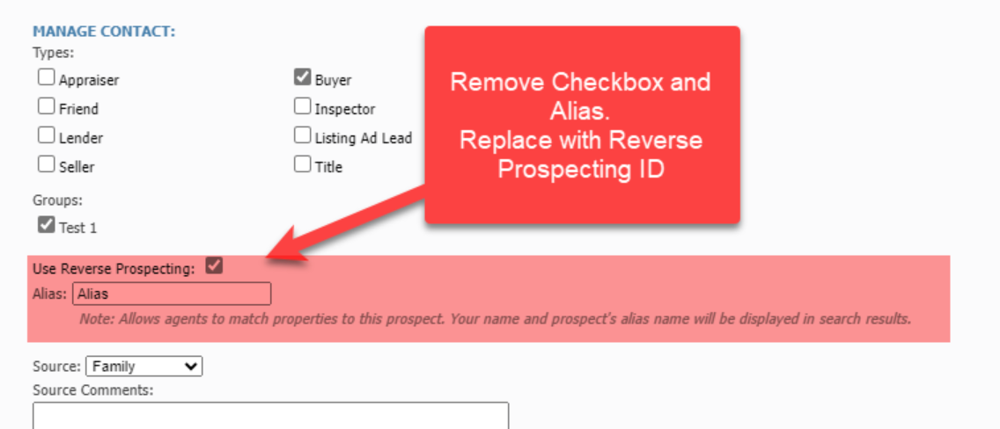 MANAGE CONTACT:
Types:
Appraiser
Buyer
Friend
Inspector
Lender
Listing Ad Lead
Seller
Title
Groups:
Test 1
Remove Checkbox and
Alias.
Replace with Reverse
Prospecting ID
Use Reverse Prospecting:
Alias: Alias
Note: Allows agents to match properties to this prospect. Your name and prospect's alias name will be displayed in search results.
Source: Family
Source Comments: